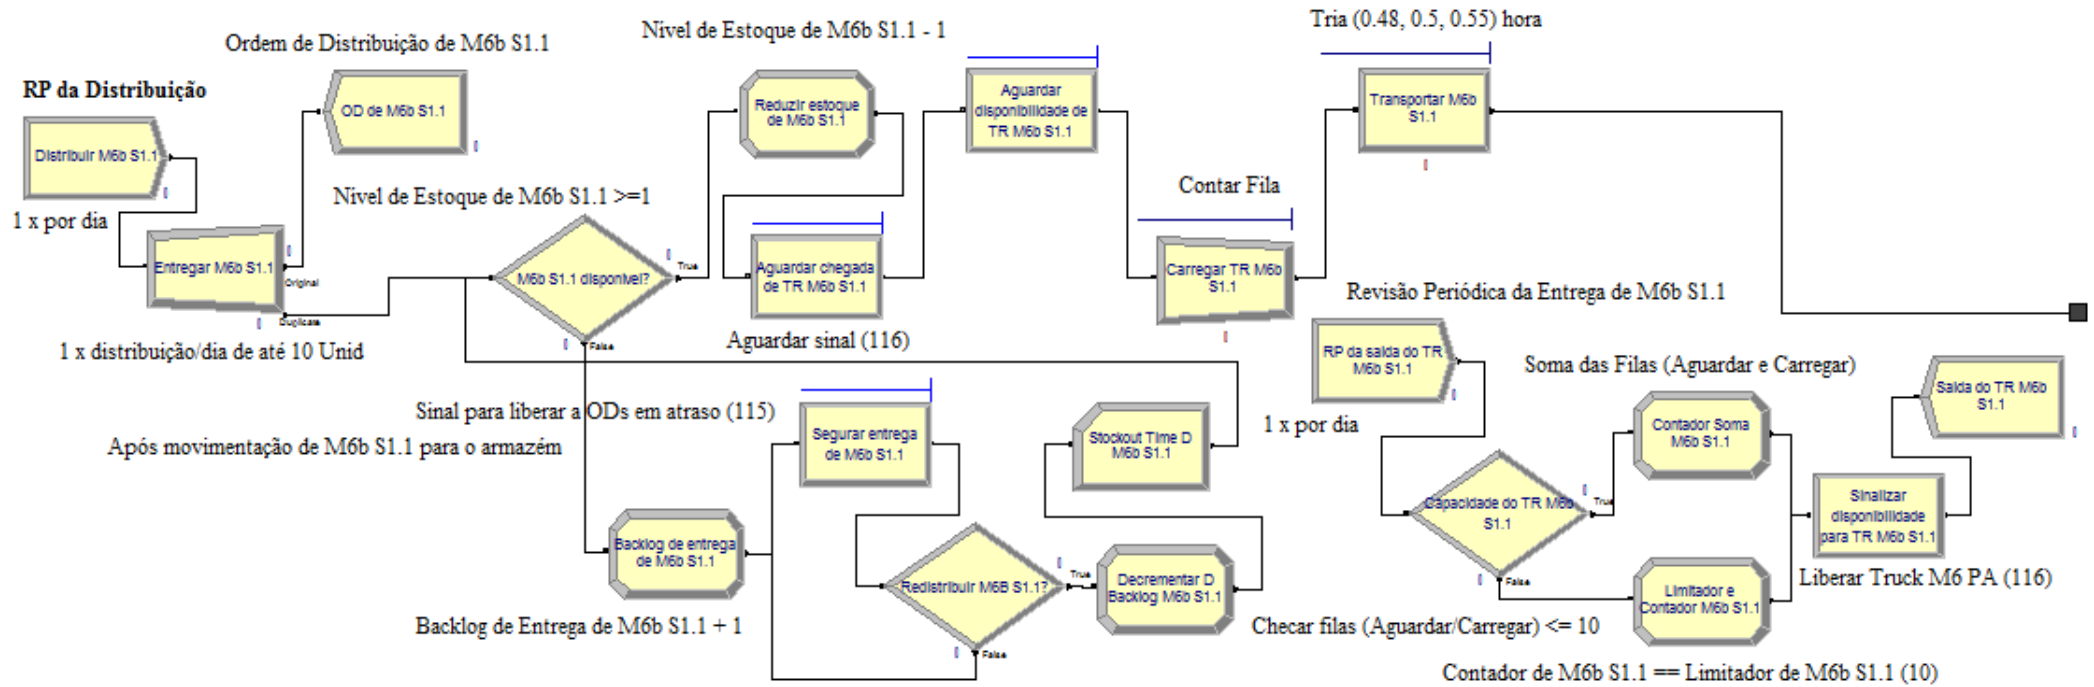 Tria (0.48, 0.5, 0.55) hora
Nível de Estoque de M6b S1.1 - 1
Ordem de Distribuição de M6b S1.1
RP da Distribuição
OD de M6b S1.1
Reduzir estoque
de M6b S1.1
Aguardar
disponibilidade de
TR M6b S1.1
Transportar M6b
S1.1
Distribuir M6b S1.1
Nível de Estoque de M6b S1.1 >=1
Contar Fila
1 x por dia
Entregar M6b S1.1
Original
Duplicate
M6b S1.1 disponível?
True
False
Aguardar chegada
de TR M6b S1.1
Carregar TR M6b
S1.1
Revisão Periódica da Entrega de M6b S1.1
1 x distribuição/dia de até 10 Unid
Aguardar sinal (116)
RP da saída do TR
M6b S1.1
Soma das Filas (Aguardar e Carregar)
Saída do TR M6b
S1.1
Sinal para liberar a ODs em atraso (115)
1 x por dia
Após movimentação de M6b S1.1 para o armazém
Segurar entrega
de M6b S1.1
Stockout Time D
M6b S1.1
Contador Soma
M6b S1.1
Capacidade do TR M6b
S1.1
True
False
Sinalizar
disponibilidade
para TR M6b S1.1
Backlog de entrega
de M6b S1.1
Redistribuir M6B S1.1?
True
False
Decrementar D
Backlog M6b S1.1
Liberar Truck M6 PA (116)
Limitador e
Contador M6b S1.1
Backlog de Entrega de M6b S1.1 + 1
Checar filas (Aguardar/Carregar) <= 10
Contador de M6b S1.1 == Limitador de M6b S1.1 (10)